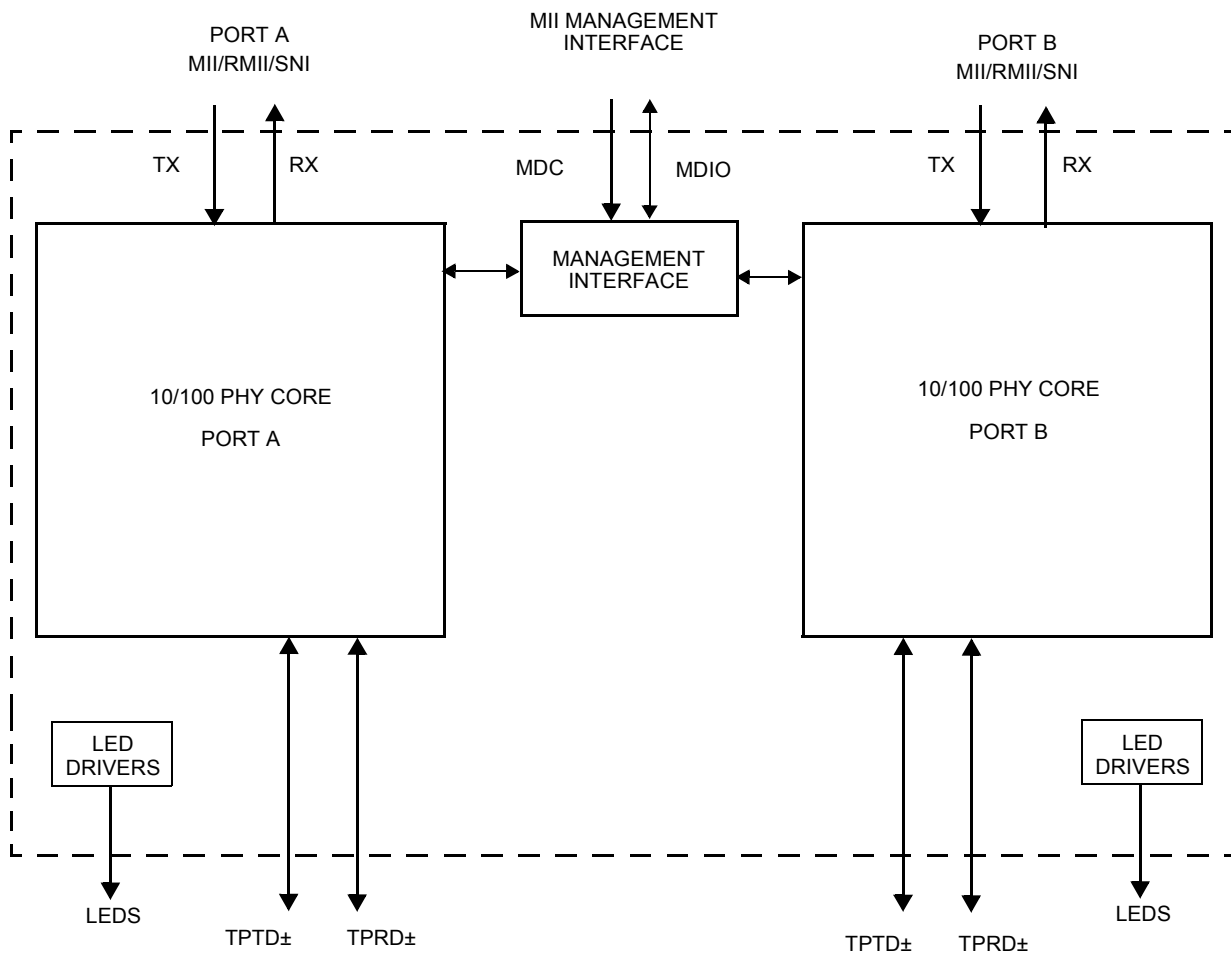 PORT A
MII/RMII/SNI
MII MANAGEMENT
INTERFACE
PORT B
MII/RMII/SNI
TX
RX
MDC
MDIO
TX
RX
MANAGEMENT
INTERFACE
10/100 PHY CORE
PORT A
10/100 PHY CORE
PORT B
LED
DRIVERS
LED
DRIVERS
LEDS
TPTD±
TPRD±
TPTD±
TPRD±
LEDS